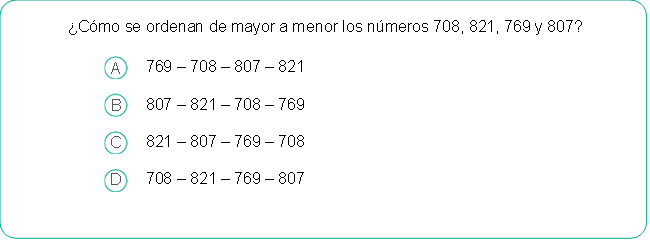 ¿Cómo se ordenan de mayor a menor los números 708, 821, 769 y 807?
A 769 – 708 – 807 – 821
B 807 – 821 – 708 – 769
C 821 – 807 – 769 – 708
D 708 – 821 – 769 – 807